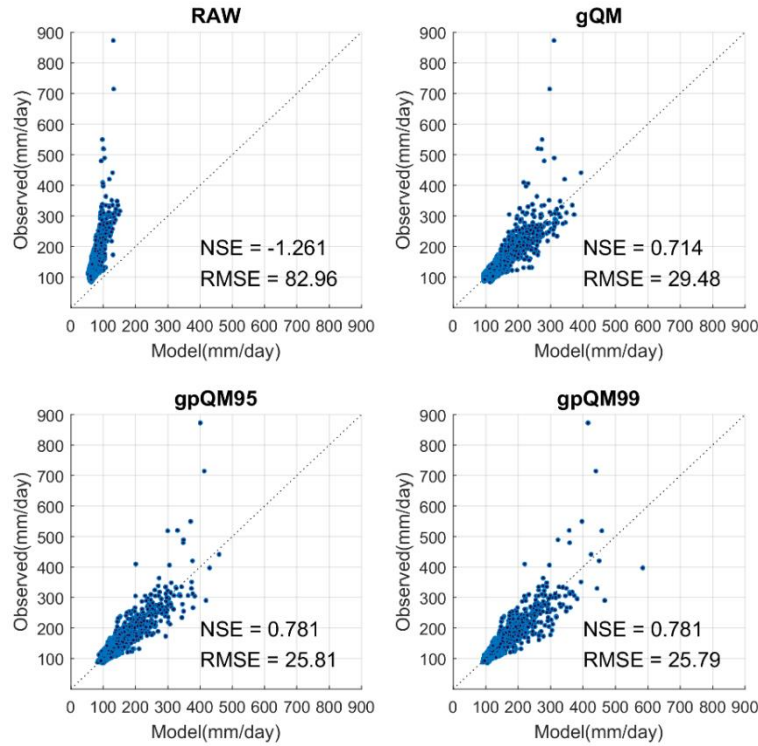 RAW
900
800
700
600
500
400
300
200
100
Observed(mm/day)
NSE = -1.261
RMSE = 82.96
0 100 200 300 400 500 600 700 800 900
Model(mm/day)
gQM
900
800
700
600
500
400
300
200
100
Observed(mm/day)
NSE = 0.714
RMSE = 29.48
0 100 200 300 400 500 600 700 800 900
Model(mm/day)
gpQM95
900
800
700
600
500
400
300
200
100
Observed(mm/day)
NSE = 0.781
RMSE = 25.81
0 100 200 300 400 500 600 700 800 900
Model(mm/day)
gpQM99
900
800
700
600
500
400
300
200
100
Observed(mm/day)
NSE = 0.781
RMSE = 25.79
0 100 200 300 400 500 600 700 800 900
Model(mm/day)